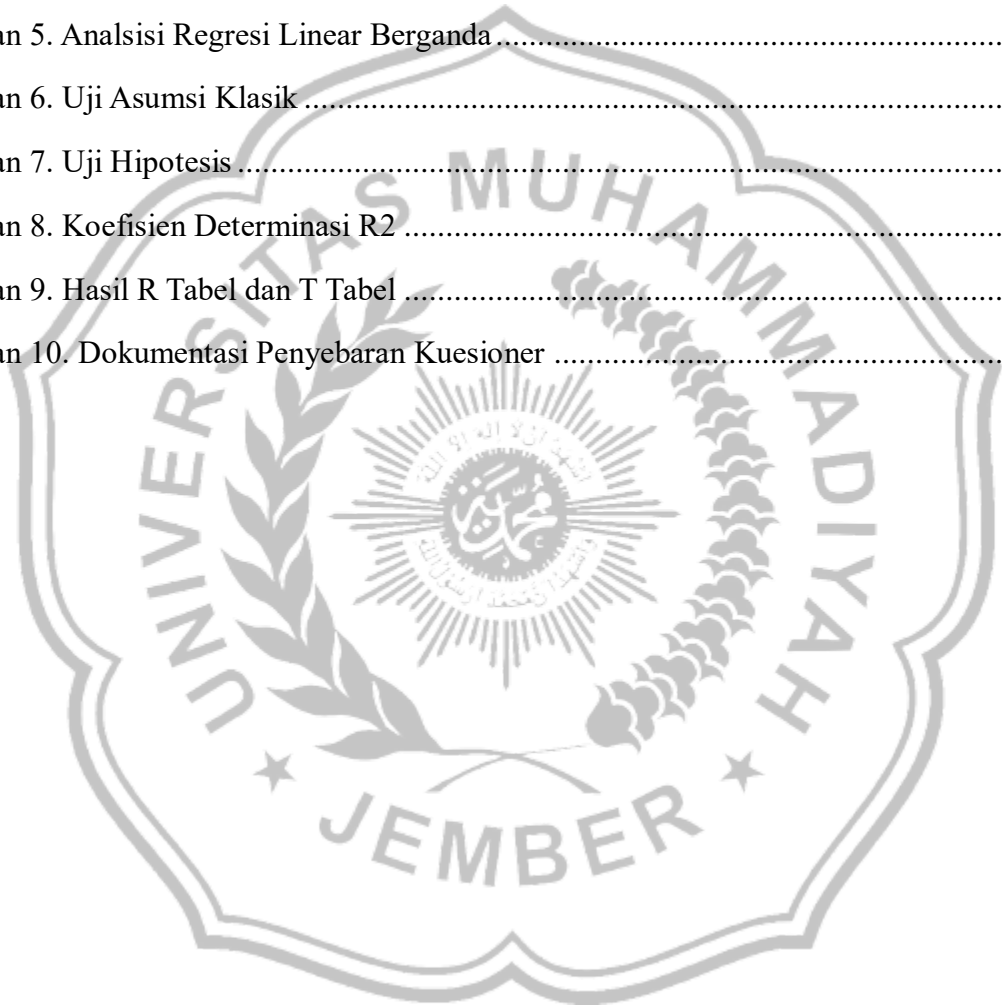 an 5. Analsisi Regresi Linear Berganda ................................................................
an 6. Uji Asumsi Klasik ................................................................
an 7. Uji Hipotesis ................................................................
an 8. Koefisien Determinasi R2 ................................................................
an 9. Hasil R Tabel dan T Tabel ................................................................
an 10. Dokumentasi Penyebaran Kuesioner ................................................................
UNIVERSITAS MUHAMMADIYAH
JEMBER